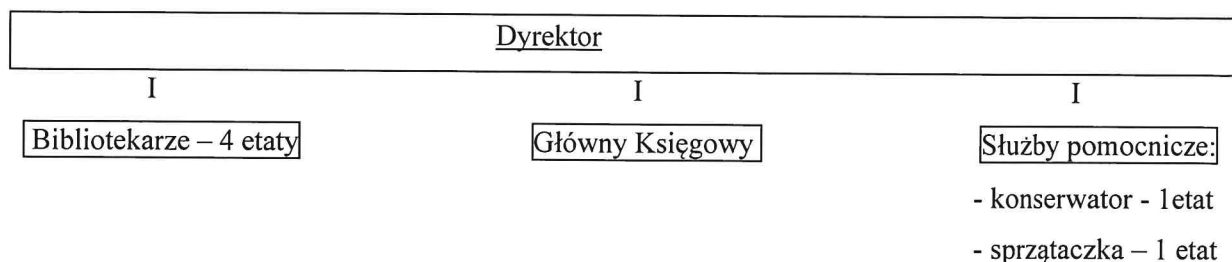 Dyrektor
I I I
Bibliotekarze – 4 etaty Główny Księgowy Służby pomocnicze:
- konserwator - 1etat
- sprzątaczka – 1 etat